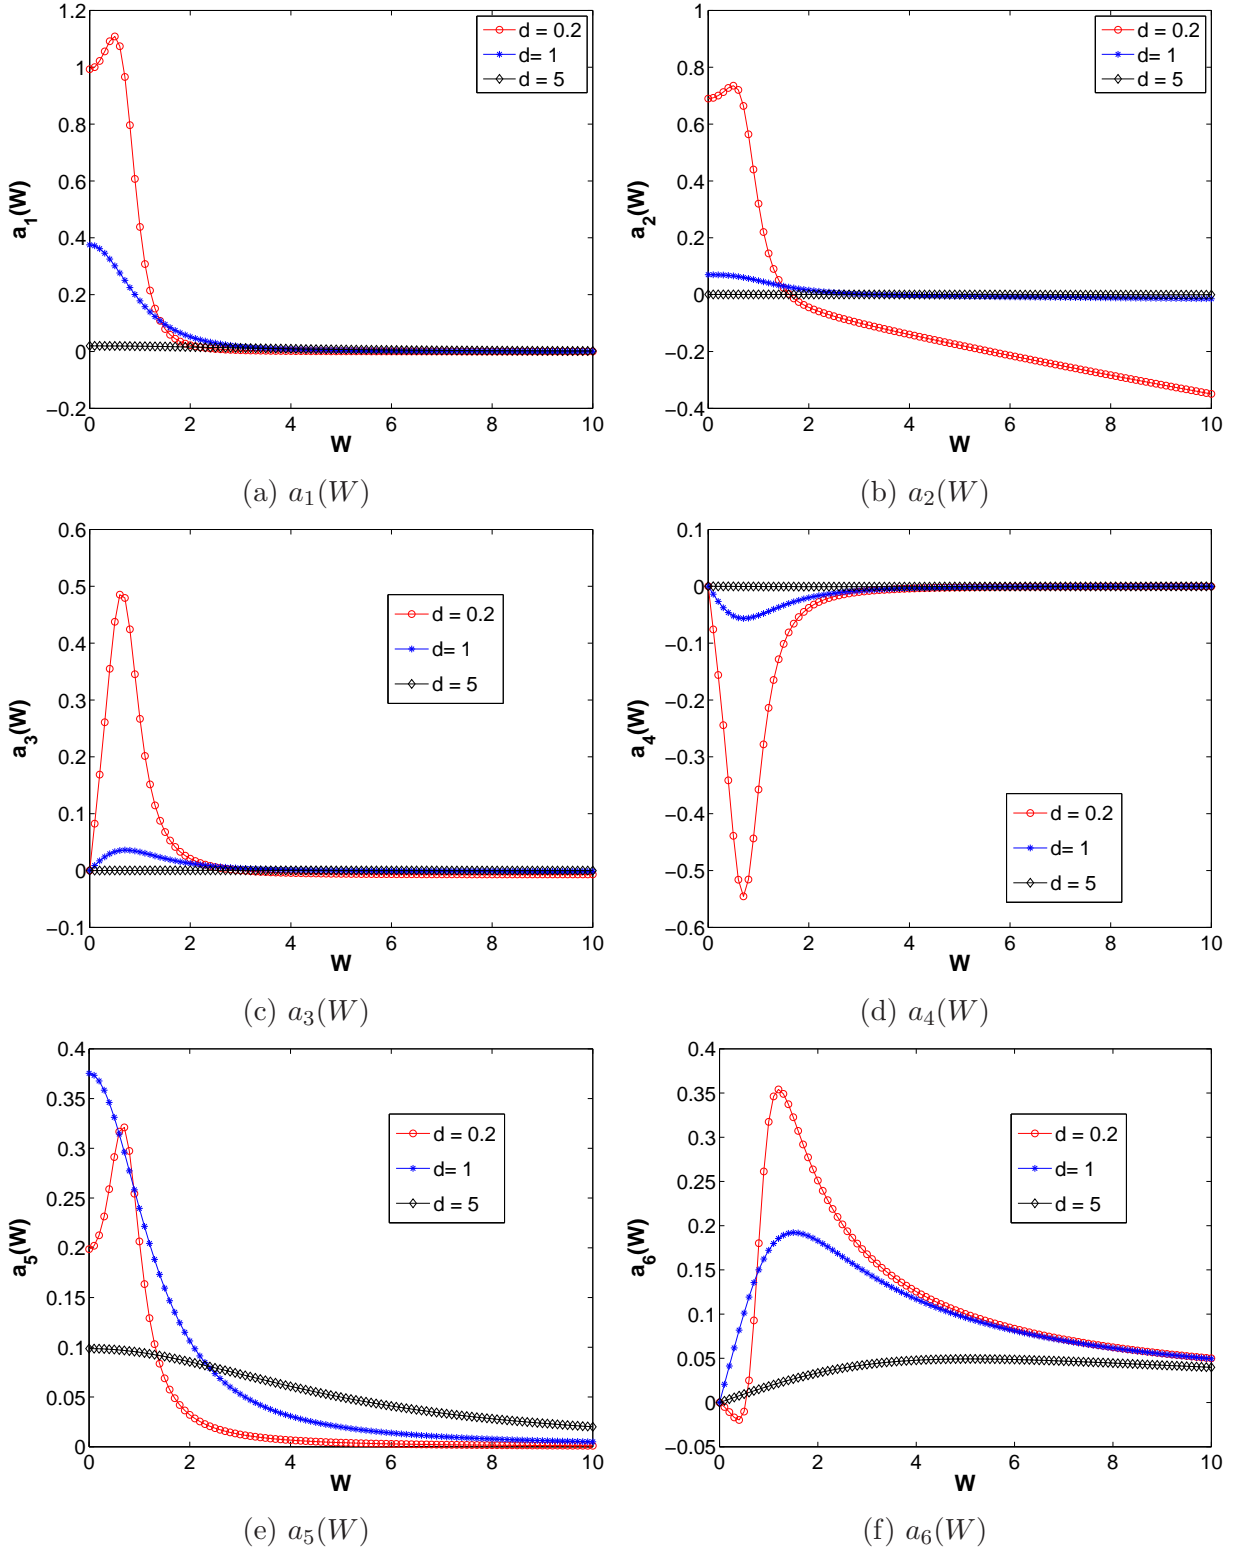 1.2
1
0.8
0.6
0.4
0.2
0
−0.2
0 2 4 6 8 10
a1(W)
W
d = 0.2
d= 1
d = 5
(a) a1(W)
1
0.8
0.6
0.4
0.2
0
−0.2
−0.4
0 2 4 6 8 10
a2(W)
W
d = 0.2
d= 1
d = 5
(b) a2(W)
0.6
0.5
0.4
0.3
0.2
0.1
0
−0.1
0 2 4 6 8 10
a3(W)
W
d = 0.2
d= 1
d = 5
(c) a3(W)
0.1
0
−0.1
−0.2
−0.3
−0.4
−0.5
−0.6
0 2 4 6 8 10
a4(W)
W
d = 0.2
d= 1
d = 5
(d) a4(W)
0.4
0.35
0.3
0.25
0.2
0.15
0.1
0.05
0
0 2 4 6 8 10
a5(W)
W
d = 0.2
d= 1
d = 5
(e) a5(W)
0.4
0.35
0.3
0.25
0.2
0.15
0.1
0.05
0
−0.05
0 2 4 6 8 10
a6(W)
W
d = 0.2
d= 1
d = 5
(f) a6(W)